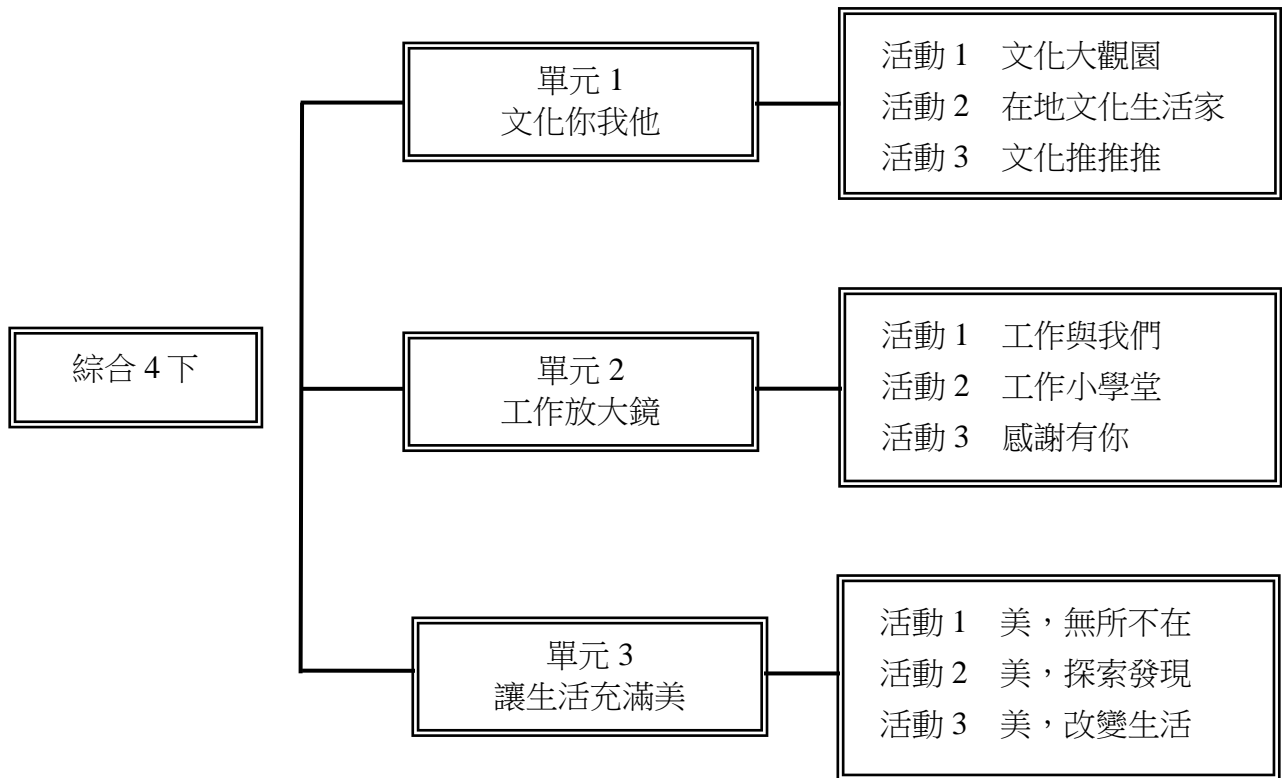 綜合 4 下
單元 1
文化你我他
活動 1　文化大觀園
活動 2　在地文化生活家
活動 3　文化推推推
單元 2
工作放大鏡
活動 1　工作與我們
活動 2　工作小學堂
活動 3　感謝有你
單元 3
讓生活充滿美
活動 1　美，無所不在
活動 2　美，探索發現
活動 3　美，改變生活